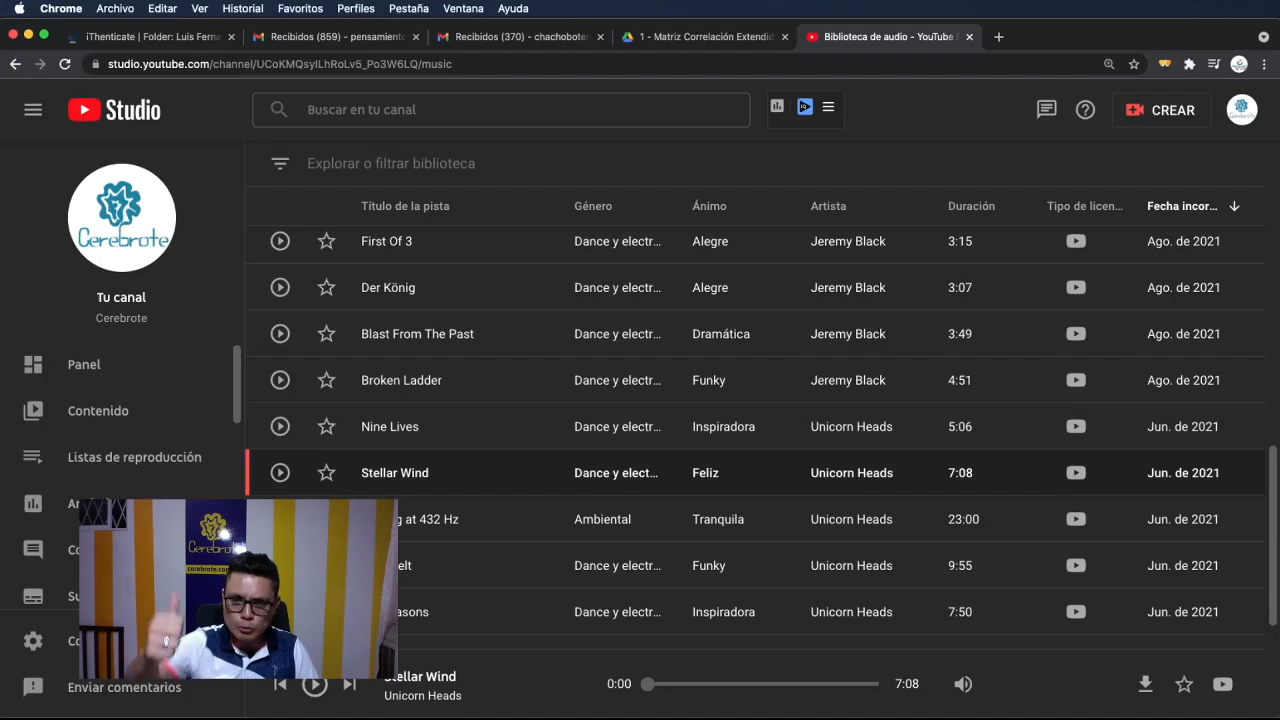 Chrome Archivo Editar Ver Historial Favoritos Perfiles Pestaña Ventana Ayuda
iThenticate | Folder: Luis Ferna Recibidos (859) - pensamiento Recibidos (370) - chachobote 1 - Matriz Correlación Extendid Biblioteca de audio - YouTube S
studio.youtube.com/channel/UCoKMQsyILhRoLv5_Po3W6LQ/music
Studio Buscar en tu canal CREAR
Explorar o filtrar biblioteca
Título de la pista Género Ánimo Artista Duración Tipo de licen... Fecha incor...
First Of 3 Dance y electr... Alegre Jeremy Black 3:15 Ago. de 2021
Der König Dance y electr... Alegre Jeremy Black 3:07 Ago. de 2021
Blast From The Past Dance y electr... Dramática Jeremy Black 3:49 Ago. de 2021
Broken Ladder Dance y electr... Funky Jeremy Black 4:51 Ago. de 2021
Nine Lives Dance y electr... Inspiradora Unicorn Heads 5:06 Jun. de 2021
Stellar Wind Dance y elect... Feliz Unicorn Heads 7:08 Jun. de 2021
g at 432 Hz Ambiental Tranquila Unicorn Heads 23:00 Jun. de 2021
elt Dance y electr... Funky Unicorn Heads 9:55 Jun. de 2021
asons Dance y electr... Inspiradora Unicorn Heads 7:50 Jun. de 2021
Cerebrote
Tu canal
Cerebrote
Panel
Contenido
Listas de reproducción
Enviar comentarios
Cerebrote
Stellar Wind
Unicorn Heads
0:00 7:08